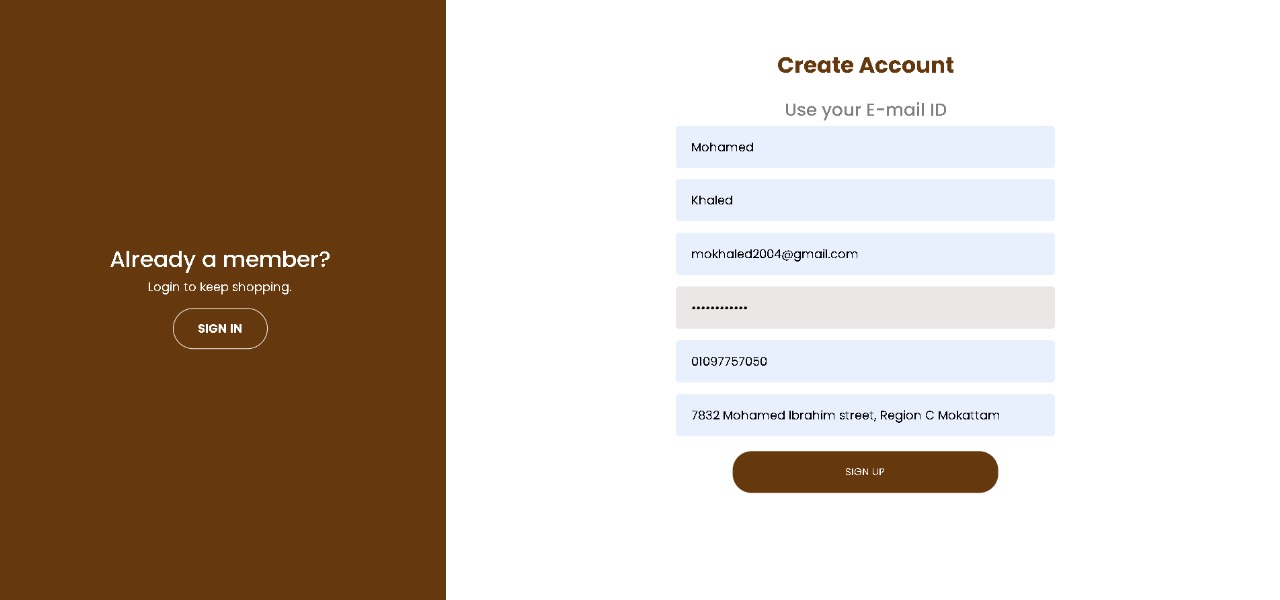 Already a member?
Login to keep shopping.
SIGN IN
Create Account
Use your E-mail ID
Mohamed
Khaled
mokhaled2004@gmail.com
••••••••••••
01097757050
7832 Mohamed Ibrahim street, Region C Mokattam
SIGN UP